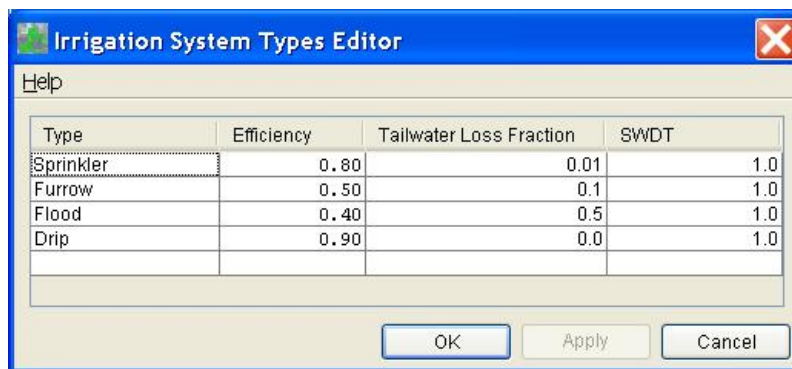 Irrigation System Types Editor
Help
Type Efficiency Tailwater Loss Fraction SWDT
Sprinkler 0.80 0.01 1.0
Furrow 0.50 0.1 1.0
Flood 0.40 0.5 1.0
Drip 0.90 0.0 1.0
OK Apply Cancel